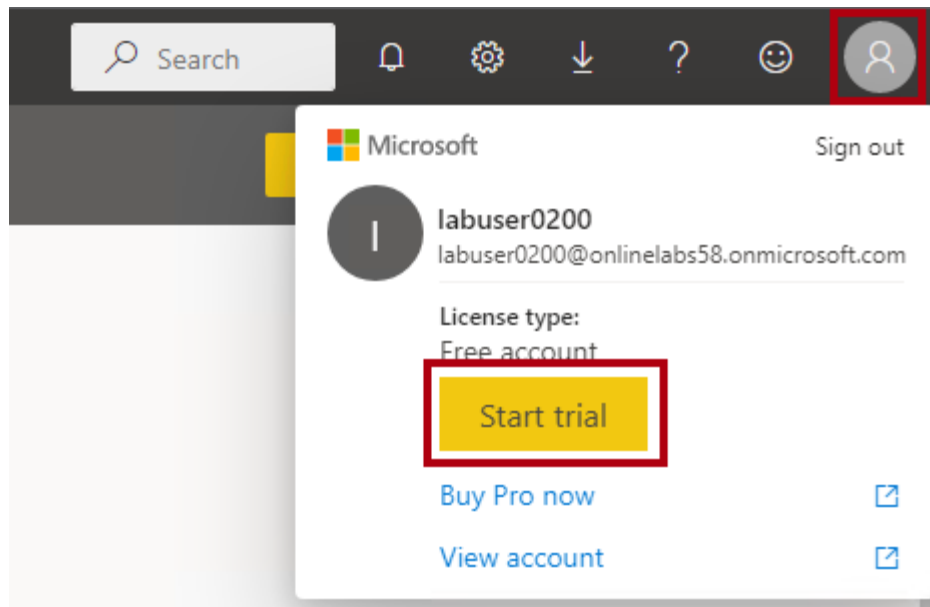 Search
?
Microsoft
Sign out
l
labuser0200
labuser0200@onlinelabs58.onmicrosoft.com
License type:
Free account
Start trial
Buy Pro now
View account